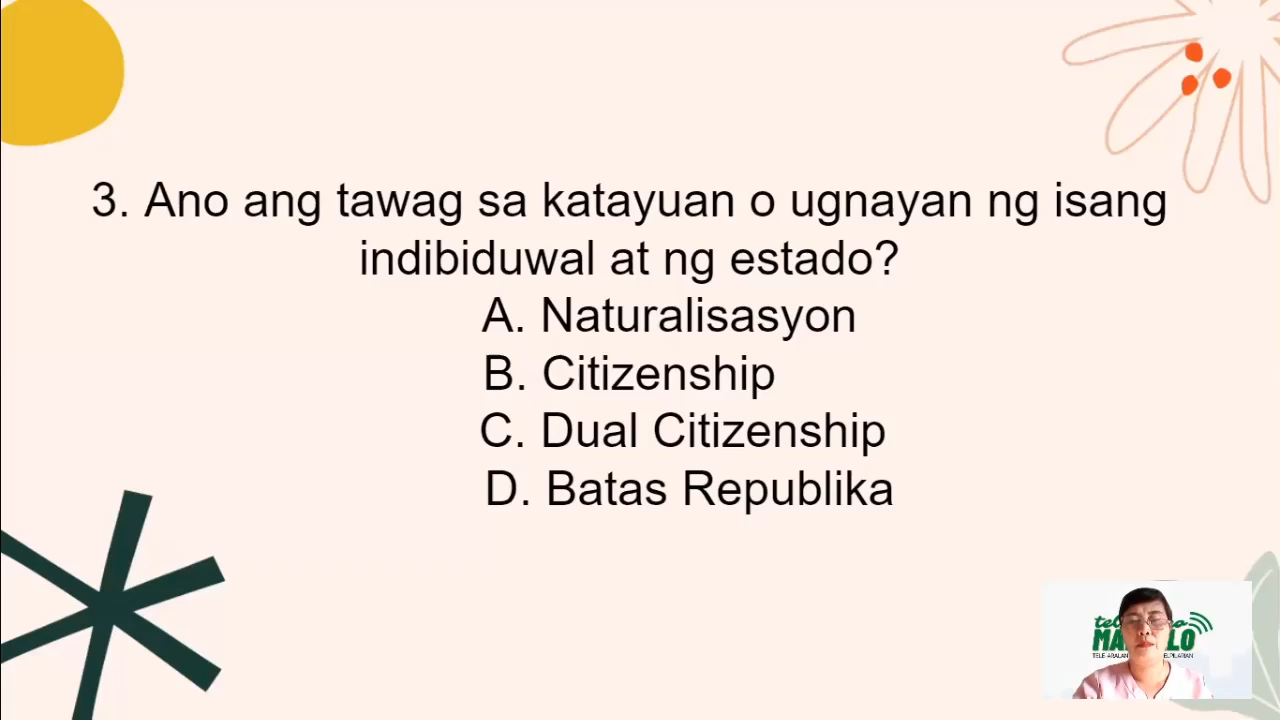 3. Ano ang tawag sa katayuan o ugnayan ng isang
indibiduwal at ng estado?
A. Naturalisasyon
B. Citizenship
C. Dual Citizenship
D. Batas Republika